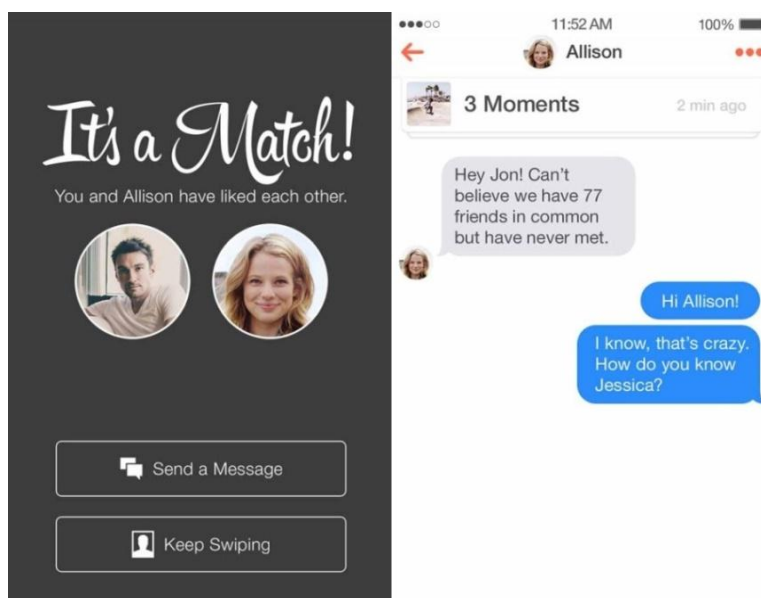 It's a Match!
You and Allison have liked each other.
Send a Message
Keep Swiping
11:52 AM
100%
Allison
3 Moments
2 min ago
Hey Jon! Can't
believe we have 77
friends in common
but have never met.
Hi Allison!
I know, that's crazy.
How do you know
Jessica?